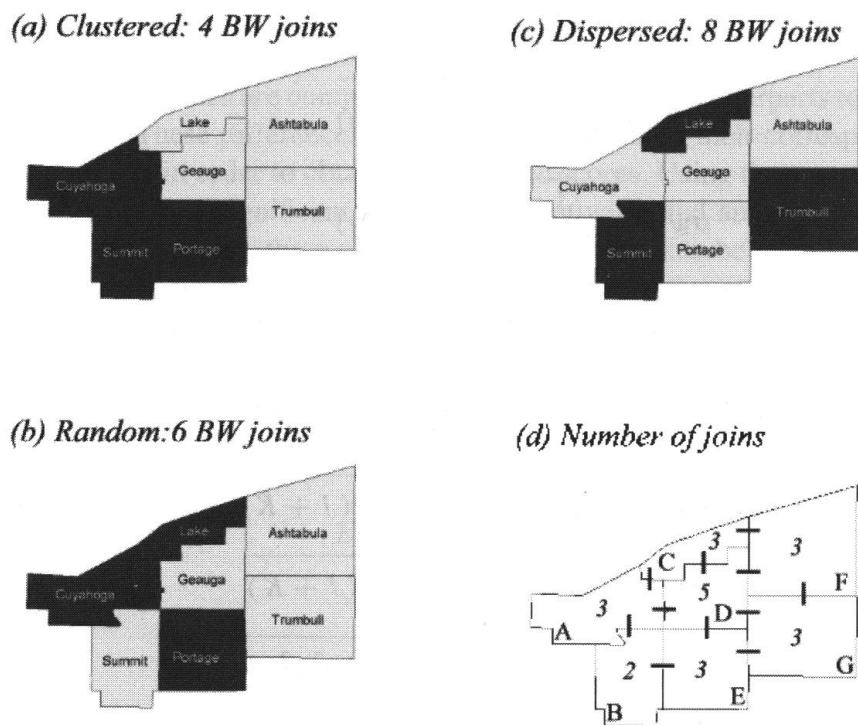 (a) Clustered: 4 BW joins
Lake
Ashtabula
Cuyahoga
Geauga
Trumbull
Summit
Portage
(c) Dispersed: 8 BW joins
Lake
Ashtabula
Cuyahoga
Geauga
Trumbull
Summit
Portage
(b) Random:6 BW joins
Lake
Ashtabula
Cuyahoga
Geauga
Trumbull
Summit
Portage
(d) Number of joins
3
3
C
5
F
3
D
A
3
2
3
G
E
B